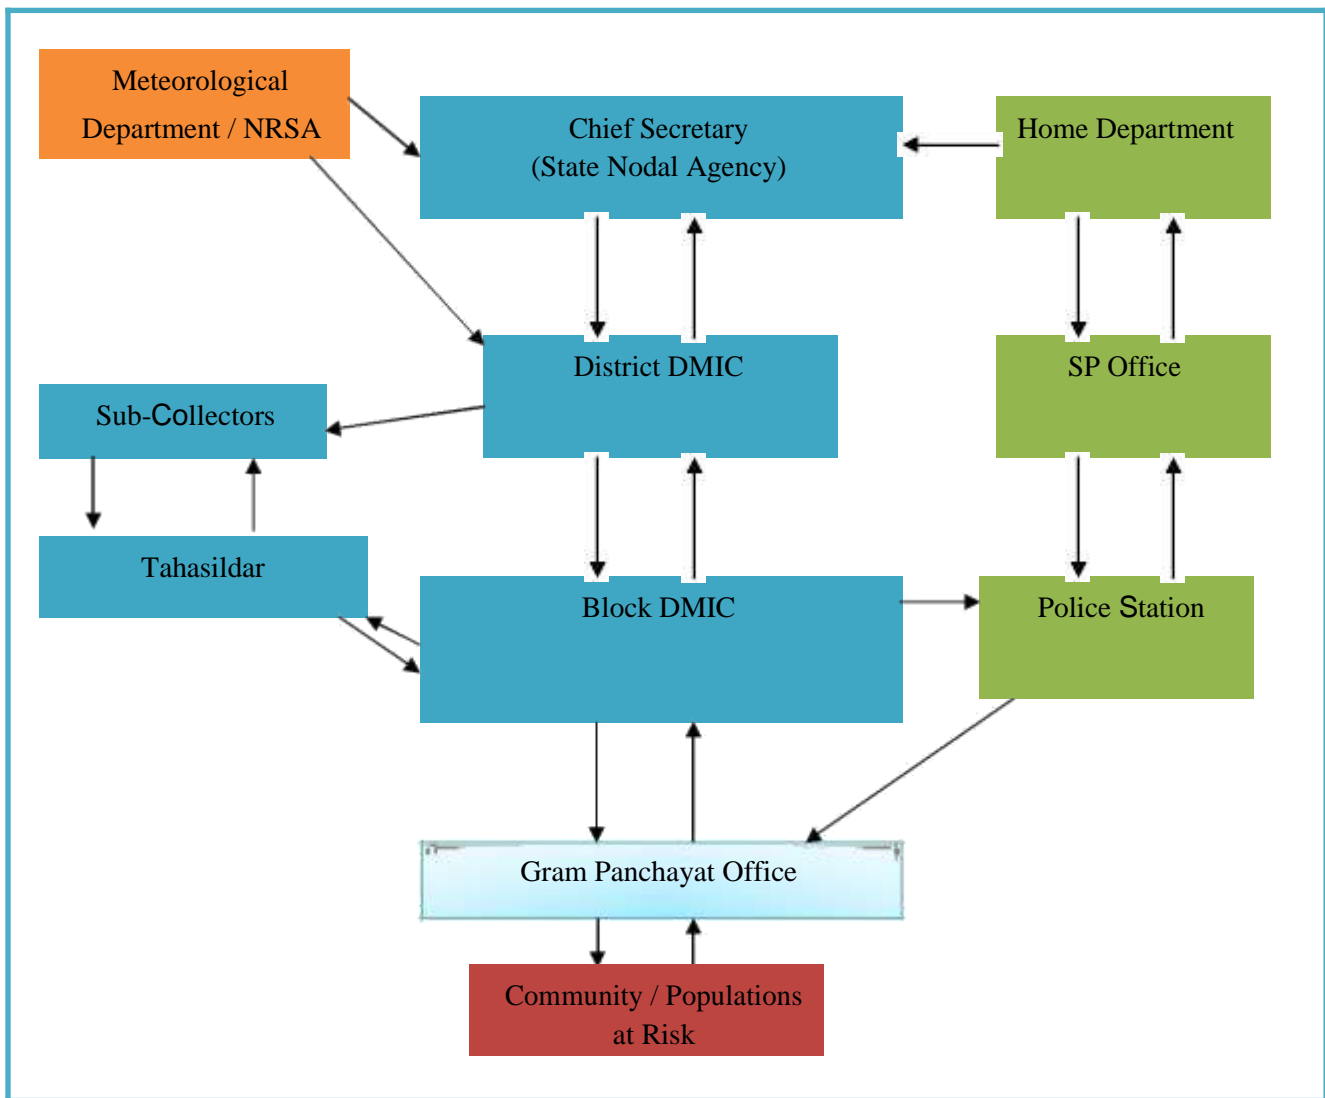 Meteorological
Department / NRSA
Chief Secretary
(State Nodal Agency)
Home Department
District DMIC
SP Office
Sub-Collectors
Tahasildar
Block DMIC
Police Station
Gram Panchayat Office
Community / Populations
at Risk